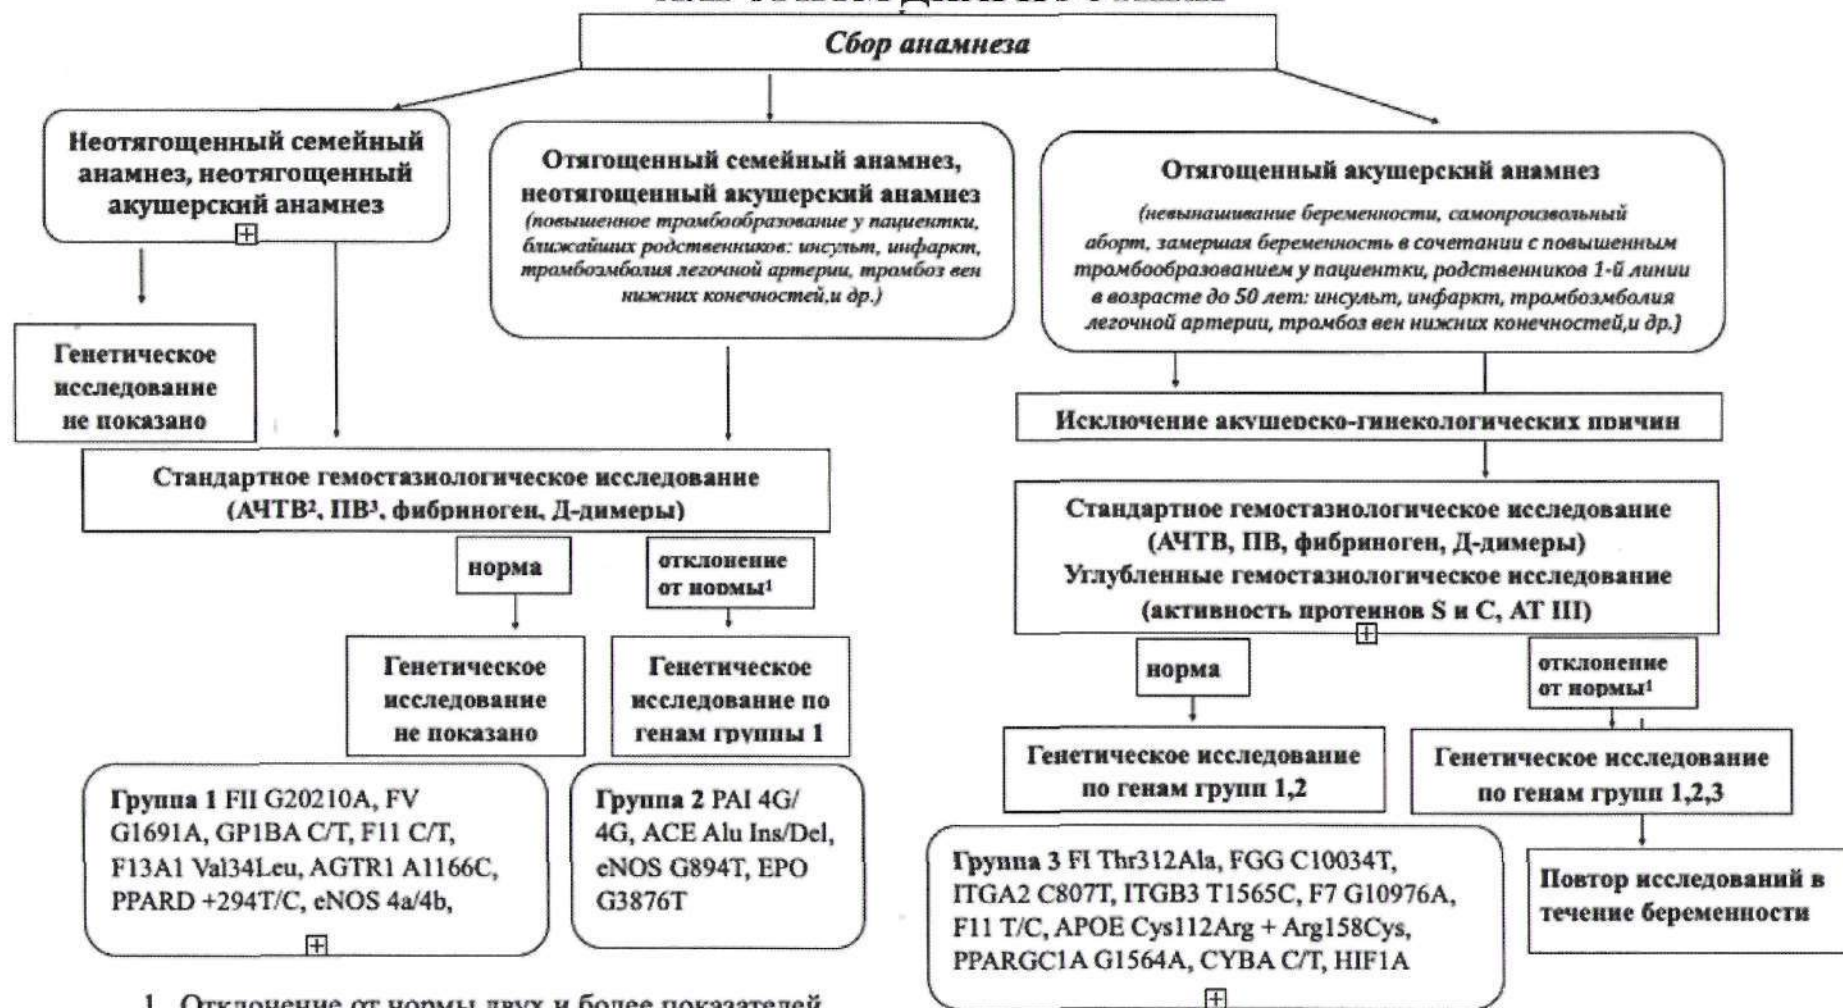 Сбор анамнеза
Неотягощенный семейный
анамнез, неотягощенный
акушерский анамнез
Отягощенный семейный анамнез,
неотягощенный акушерский анамнез
(повышенное тромбообразование у пациентки,
ближайших родственников: инсульт, инфаркт,
тромбоэмболия легочной артерии, тромбоз вен
нижних конечностей,и др.)
Отягощенный акушерский анамнез
(невынашивание беременности, самопроизвольный
аборт, замершая беременность в сочетании с повышенным
тромбообразованием у пациентки, родственников 1-й линии
в возрасте до 50 лет: инсульт, инфаркт, тромбоэмболия
легочной артерии, тромбоз вен нижних конечностей,и др.)
Генетическое
исследование
не показано
Исключение акушерско-гинекологических причин
Стандартное гемостазиологическое исследование
(АЧТВ², ПВ³, фибриноген, Д-димеры)
Стандартное гемостазиологическое исследование
(АЧТВ, ПВ, фибриноген, Д-димеры)
Углубленные гемостазиологическое исследование
(активность протеинов S и C, АТ III)
норма
отклонение
от нормы¹
Генетическое
исследование
не показано
Генетическое
исследование по
генам группы 1
норма
отклонение
от нормы¹
Генетическое исследование
по генам групп 1,2
Генетическое исследование
по генам групп 1,2,3
Группа 1 FII G20210A, FV
G1691A, GP1BA C/T, F11 C/T,
F13A1 Val34Leu, AGTR1 A1166C,
PPARD +294T/C, eNOS 4a/4b,
Группа 2 PAI 4G/
4G, ACE Alu Ins/Del,
eNOS G894T, EPO
G3876T
Группа 3 FI Thr312Ala, FGG C10034T,
ITGA2 C807T, ITGB3 T1565C, F7 G10976A,
F11 T/C, APOE Cys112Arg + Arg158Cys,
PPARGC1A G1564A, CYBA C/T, HIF1A
Повтор исследований в
течение беременности
1. Отклонение от нормы двух и более показателей